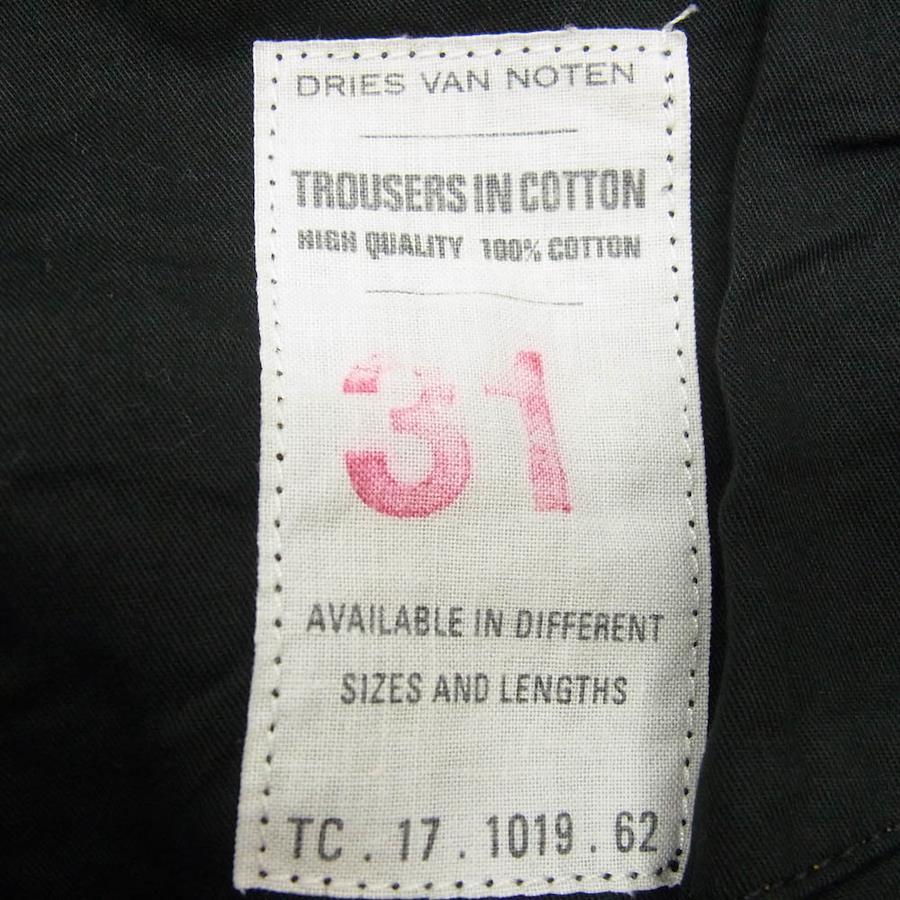 DRIES VAN NOTEN
TROUSERS IN COTTON
HIGH QUALITY 100% COTTON
31
AVAILABLE IN DIFFERENT
SIZES AND LENGTHS
TC . 17 . 1019 . 62